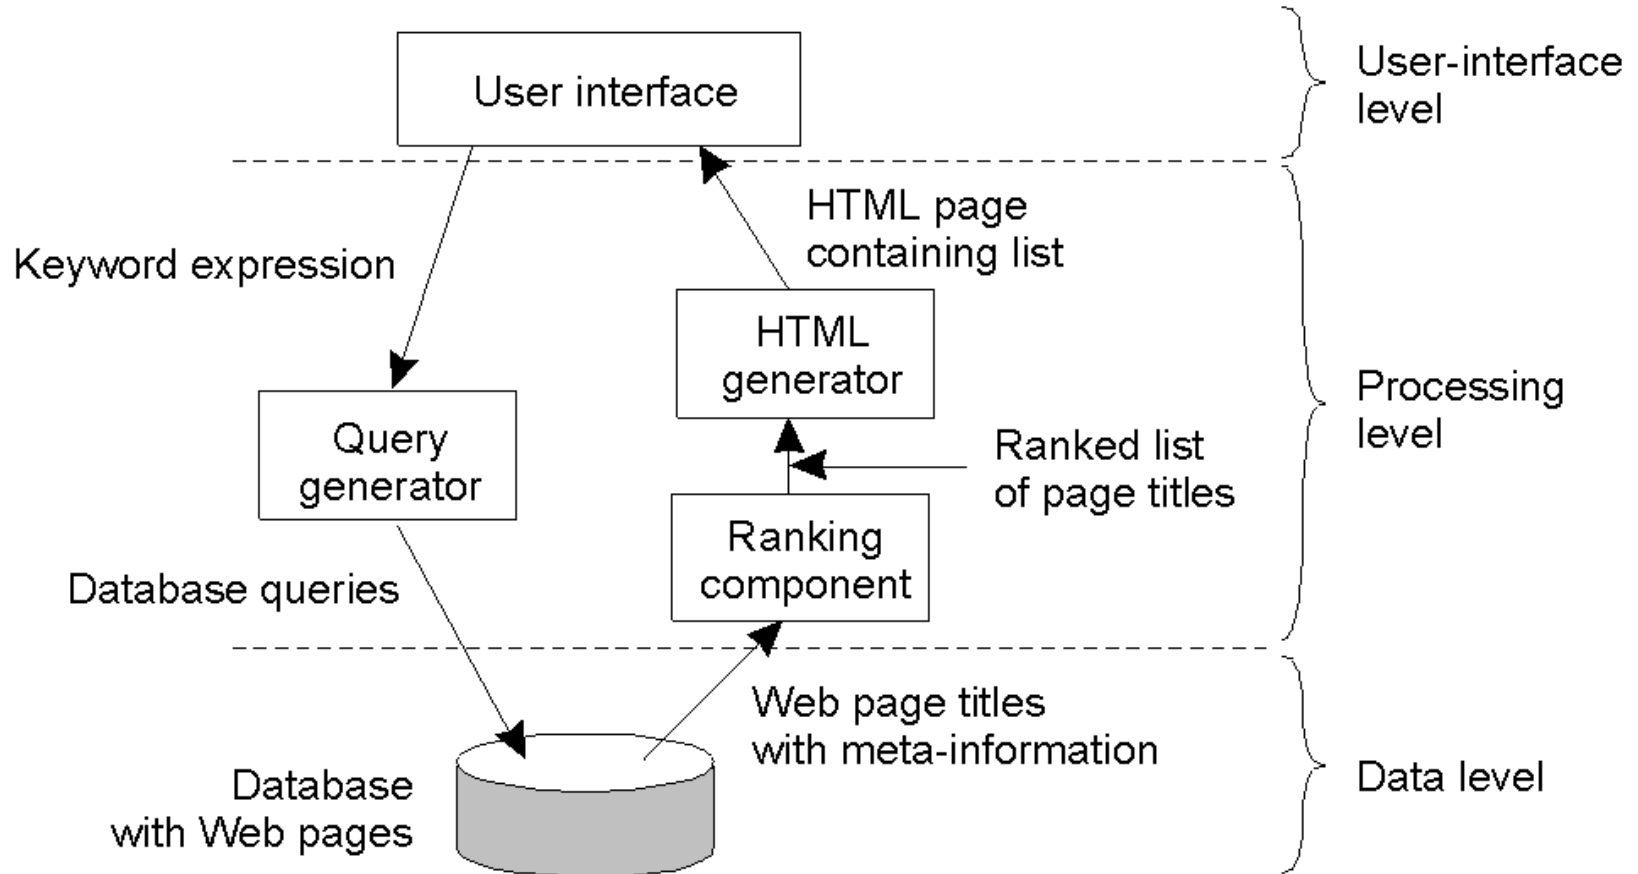 User interface
User-interface
level
HTML page
containing list
Keyword expression
HTML
generator
Processing
level
Query
generator
Ranked list
of page titles
Ranking
component
Database queries
Web page titles
with meta-information
Database
with Web pages
Data level